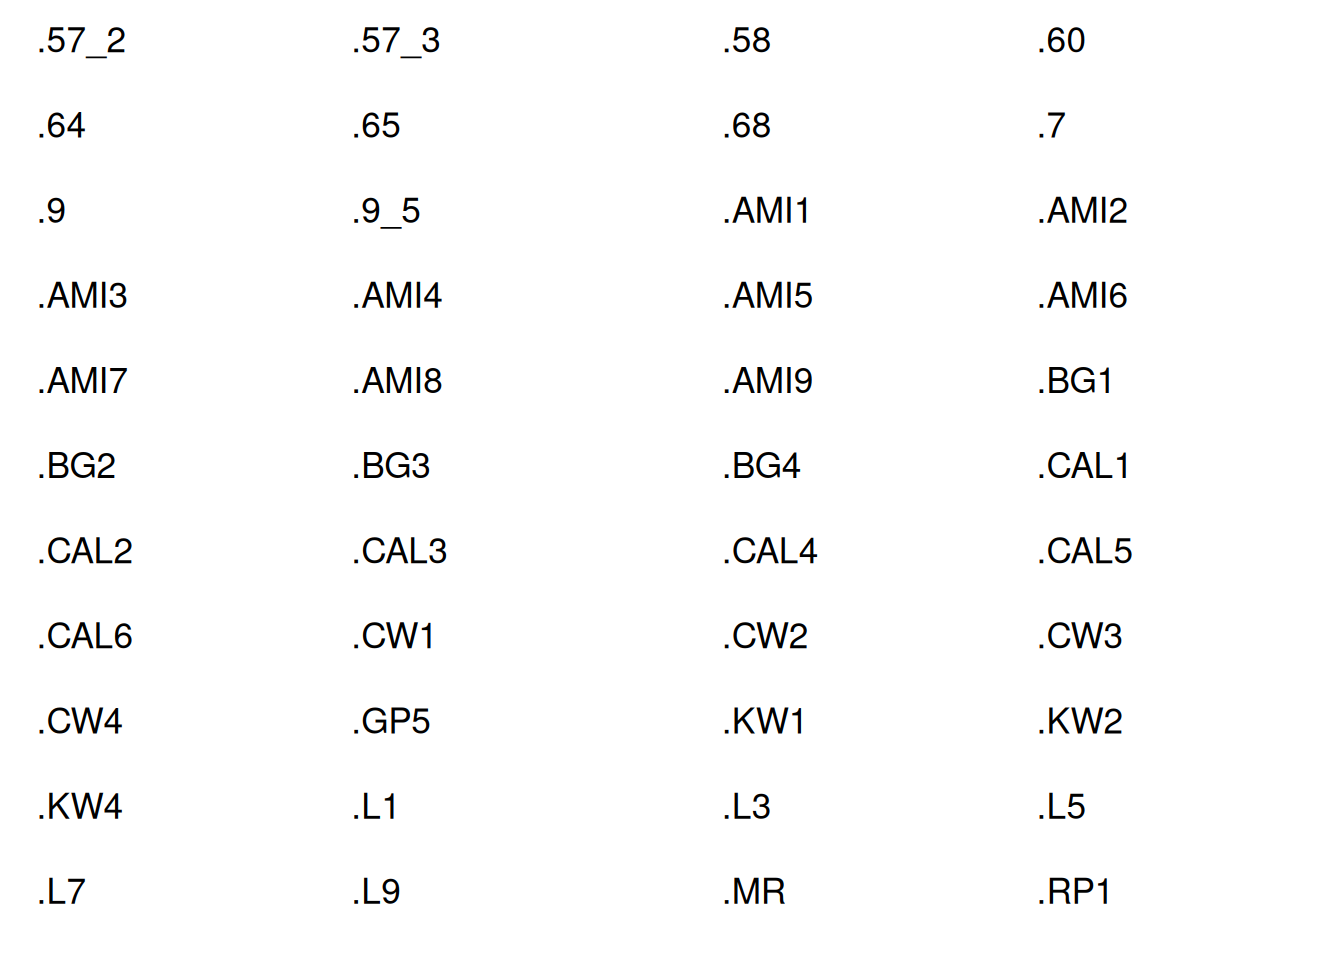 .57_2 .57_3 .58 .60
.64 .65 .68 .7
.9 .9_5 .AMI1 .AMI2
.AMI3 .AMI4 .AMI5 .AMI6
.AMI7 .AMI8 .AMI9 .BG1
.BG2 .BG3 .BG4 .CAL1
.CAL2 .CAL3 .CAL4 .CAL5
.CAL6 .CW1 .CW2 .CW3
.CW4 .GP5 .KW1 .KW2
.KW4 .L1 .L3 .L5
.L7 .L9 .MR .RP1